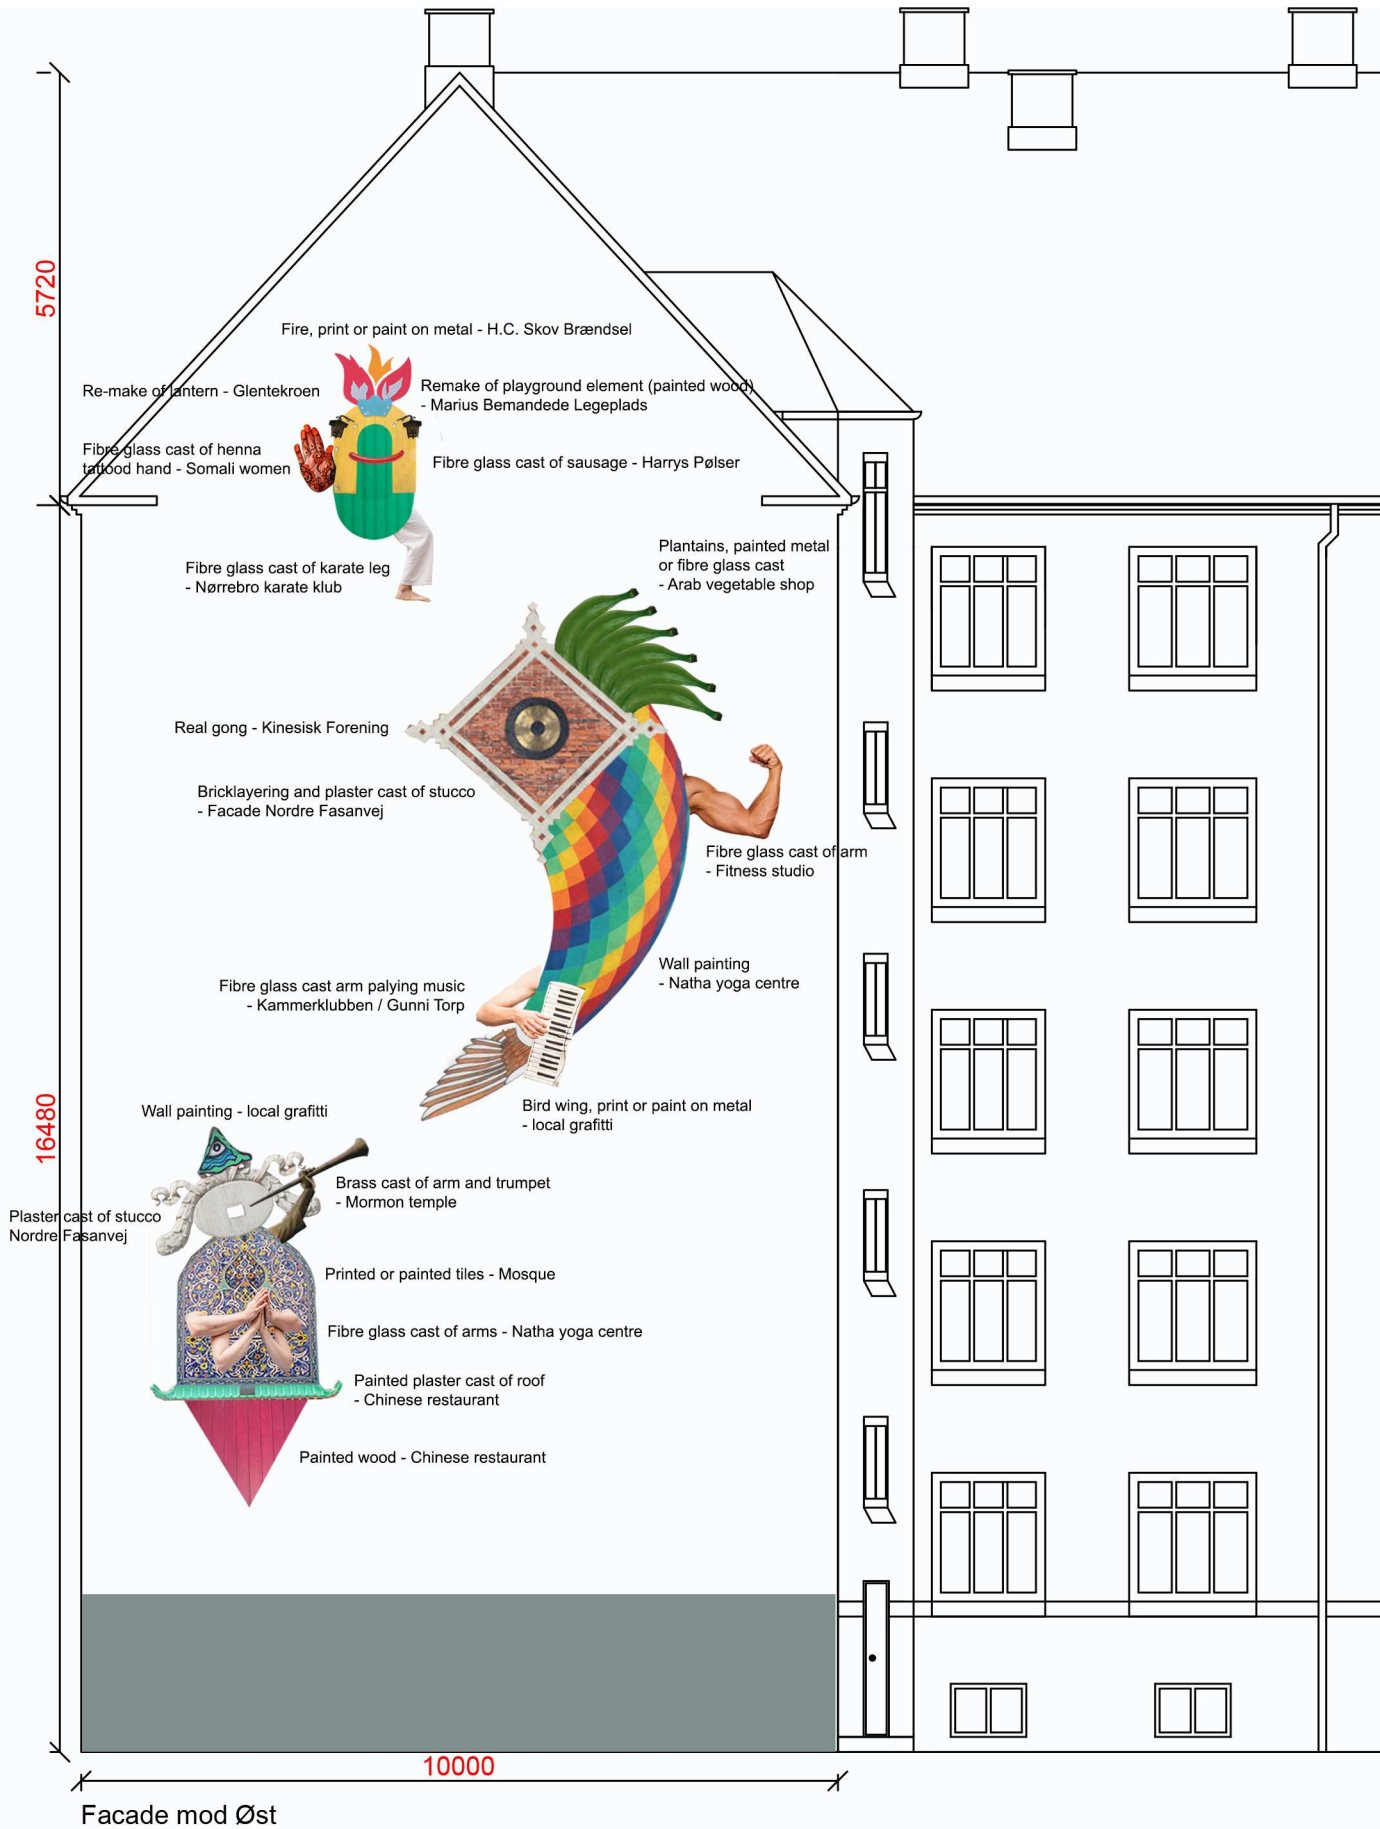 5720
Fire, print or paint on metal - H.C. Skov Brændsel
Re-make of lantern - Glentekroen
Remake of playground element (painted wood)
- Marius Bemandede Legeplads
Fibre glass cast of henna
tattood hand - Somali women
Fibre glass cast of sausage - Harrys Pølser
Fibre glass cast of karate leg
- Nørrebro karate klub
Plantains, painted metal
or fibre glass cast
- Arab vegetable shop
Real gong - Kinesisk Forening
Bricklayering and plaster cast of stucco
- Facade Nordre Fasanvej
Fibre glass cast of arm
- Fitness studio
Wall painting
- Natha yoga centre
Fibre glass cast arm palying music
- Kammerklubben / Gunni Torp
Bird wing, print or paint on metal
- local grafitti
16480
Wall painting - local grafitti
Brass cast of arm and trumpet
- Mormon temple
Plaster cast of stucco
Nordre Fasanvej
Printed or painted tiles - Mosque
Fibre glass cast of arms - Natha yoga centre
Painted plaster cast of roof
- Chinese restaurant
Painted wood - Chinese restaurant
10000
Facade mod Øst